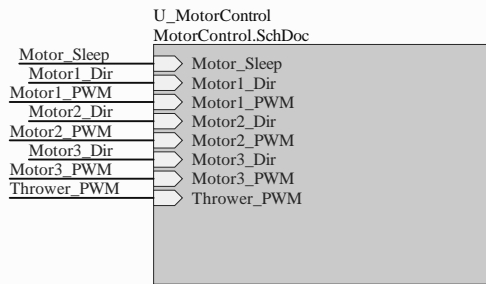 U_MotorControl
MotorControl.SchDoc
Motor_Sleep Motor_Sleep
Motor1_Dir Motor1_Dir
Motor1_PWM Motor1_PWM
Motor2_Dir Motor2_Dir
Motor2_PWM Motor2_PWM
Motor3_Dir Motor3_Dir
Motor3_PWM Motor3_PWM
Thrower_PWM Thrower_PWM